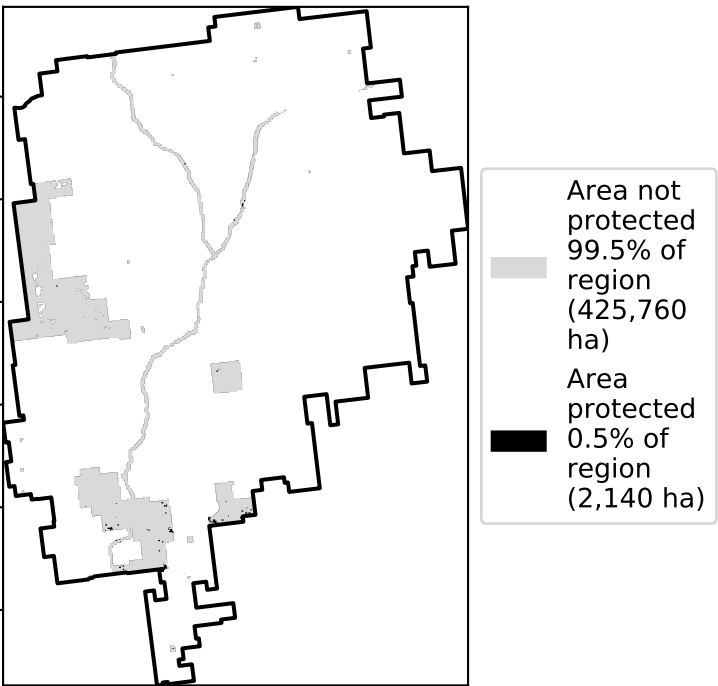 Area not
protected
99.5% of
region
(425,760
ha)
Area
protected
0.5% of
region
(2,140 ha)